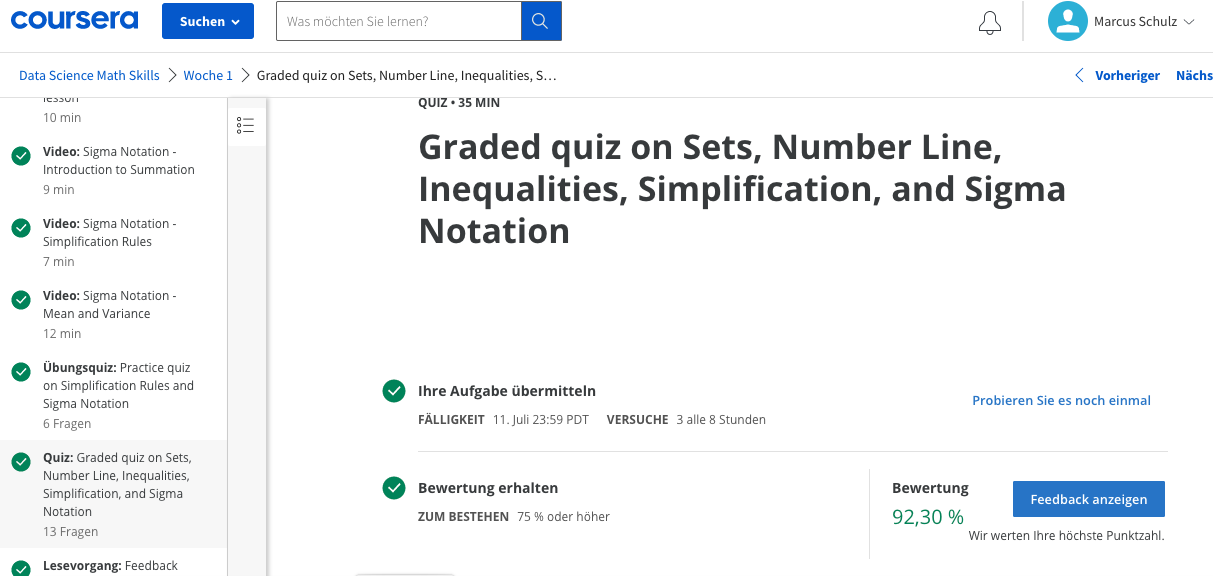 coursera
Suchen
Was möchten Sie lernen?
Marcus Schulz
Data Science Math Skills
Woche 1
Graded quiz on Sets, Number Line, Inequalities, S…
Vorheriger
Nächs
lesson
10 min
Video: Sigma Notation -
Introduction to Summation
9 min
Video: Sigma Notation -
Simplification Rules
7 min
Video: Sigma Notation -
Mean and Variance
12 min
Übungsquiz: Practice quiz
on Simplification Rules and
Sigma Notation
6 Fragen
Quiz: Graded quiz on Sets,
Number Line, Inequalities,
Simplification, and Sigma
Notation
13 Fragen
Lesevorgang: Feedback
QUIZ • 35 MIN
Graded quiz on Sets, Number Line,
Inequalities, Simplification, and Sigma
Notation
Ihre Aufgabe übermitteln
FÄLLIGKEIT 11. Juli 23:59 PDT VERSUCHE 3 alle 8 Stunden
Probieren Sie es noch einmal
Bewertung erhalten
ZUM BESTEHEN 75 % oder höher
Bewertung
92,30 %
Feedback anzeigen
Wir werten Ihre höchste Punktzahl.